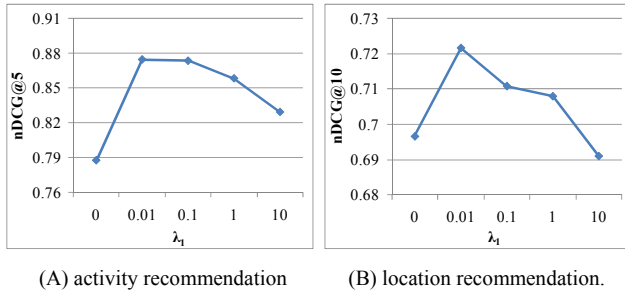 0.91
0.88
0.85
0.82
0.79
0.76
nDCG@5
0 0.01 0.1 1 10
λ₁
(A) activity recommendation
0.73
0.72
0.71
0.7
0.69
0.68
nDCG@10
0 0.01 0.1 1 10
λ₁
(B) location recommendation.